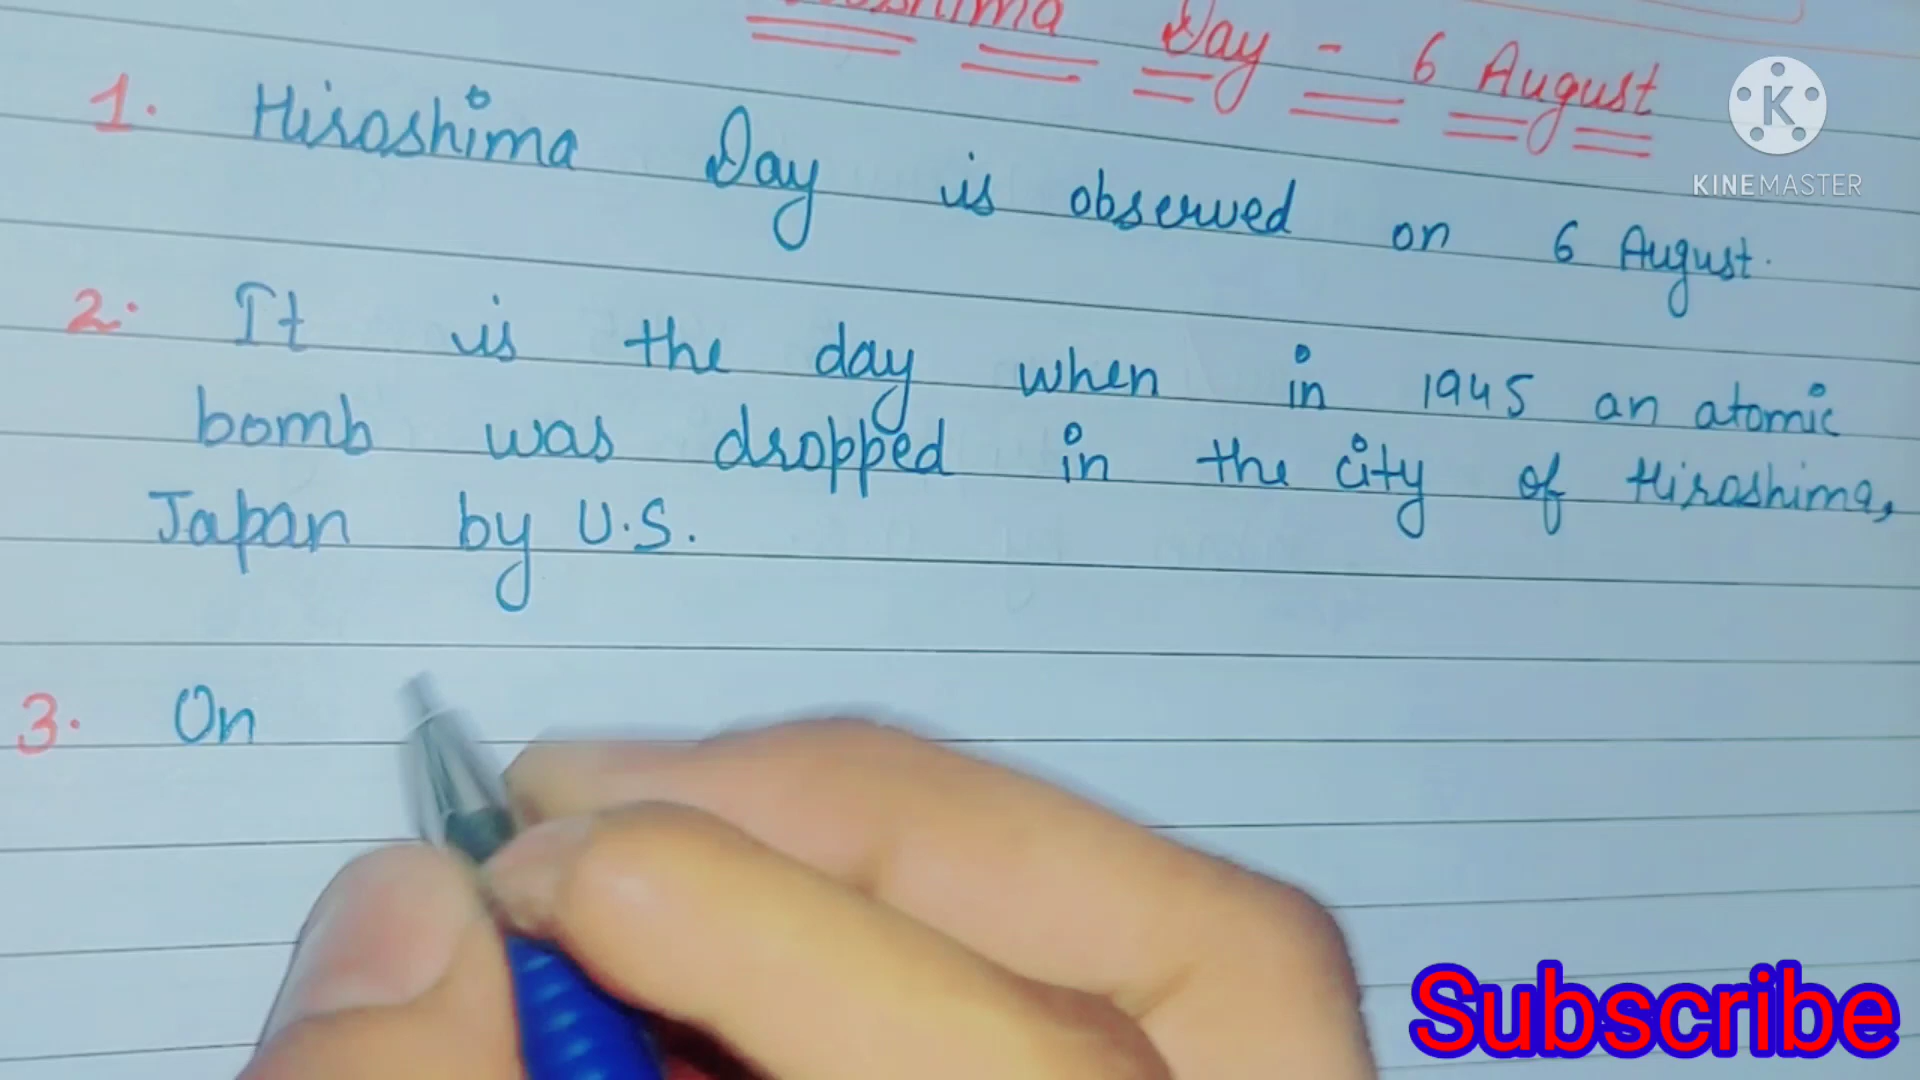 Day - 6 August
1. Hiroshima Day is observed on 6 August.
2. It is the day when in 1945 an atomic
bomb was dropped in the city of Hiroshima,
Japan by U.S.
3. On
K
KINEMASTER
Subscribe